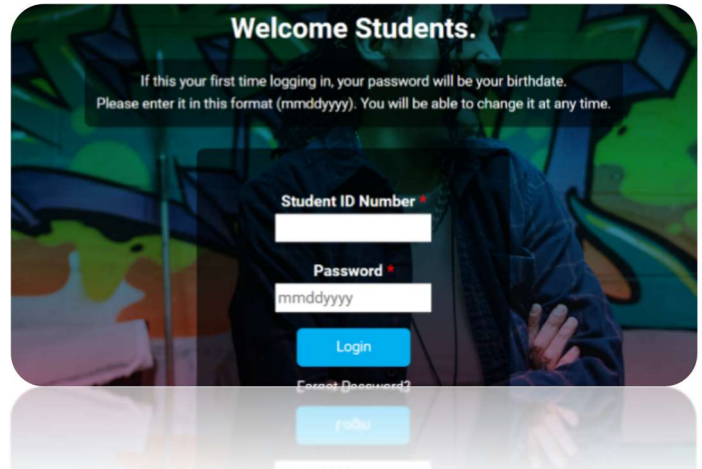 Welcome Students.
If this your first time logging in, your password will be your birthdate.
Please enter it in this format (mmddyyyy). You will be able to change it at any time.
Student ID Number *
Password *
mmddyyyy
Login
Forgot Password?